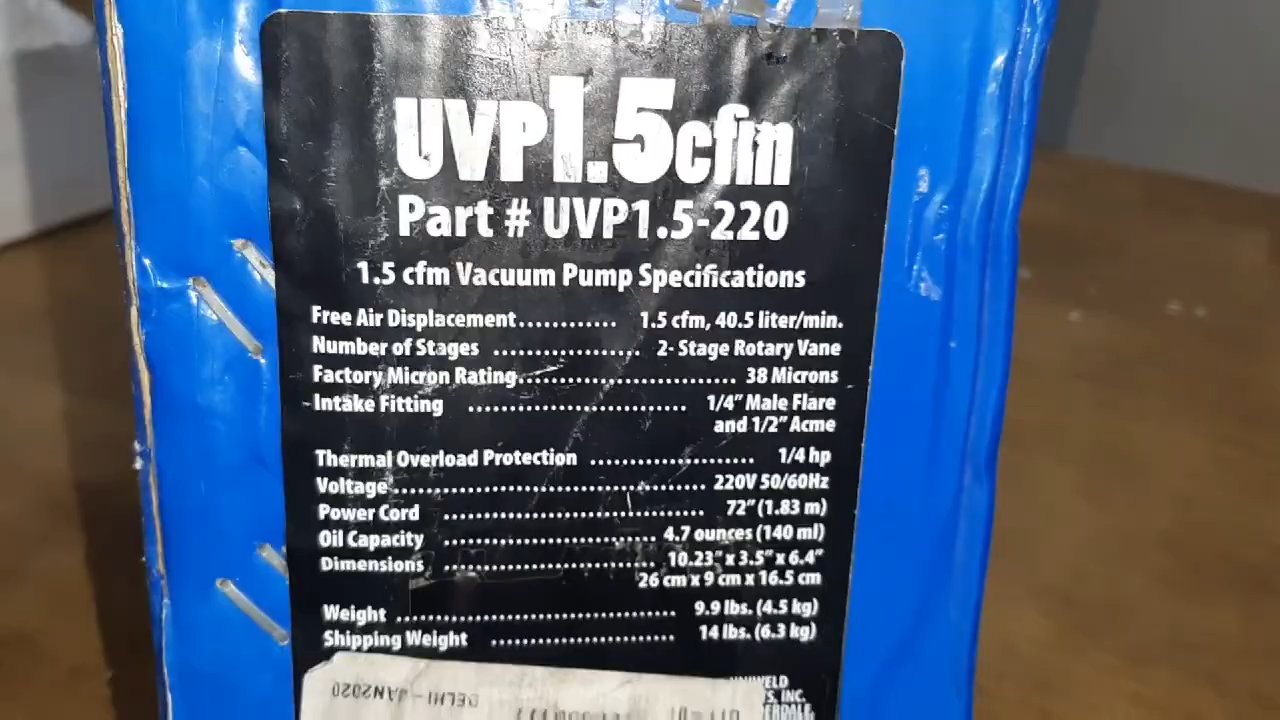 UVP1.5cfm
Part # UVP1.5-220
1.5 cfm Vacuum Pump Specifications
Free Air Displacement............ 1.5 cfm, 40.5 liter/min.
Number of Stages .................. 2- Stage Rotary Vane
Factory Micron Rating........................... 38 Microns
Intake Fitting ........................... 1/4" Male Flare
and 1/2" Acme
Thermal Overload Protection .................... 1/4 hp
Voltage....................................... 220V 50/60Hz
Power Cord ................................ 72" (1.83 m)
Oil Capacity .......................... 4.7 ounces (140 ml)
Dimensions .......................... 10.23" x 3.5" x 6.4"
26 cm x 9 cm x 16.5 cm
Weight ................................... 9.9 lbs. (4.5 kg)
Shipping Weight ....................... 14 lbs. (6.3 kg)
DELHI - JAN2020